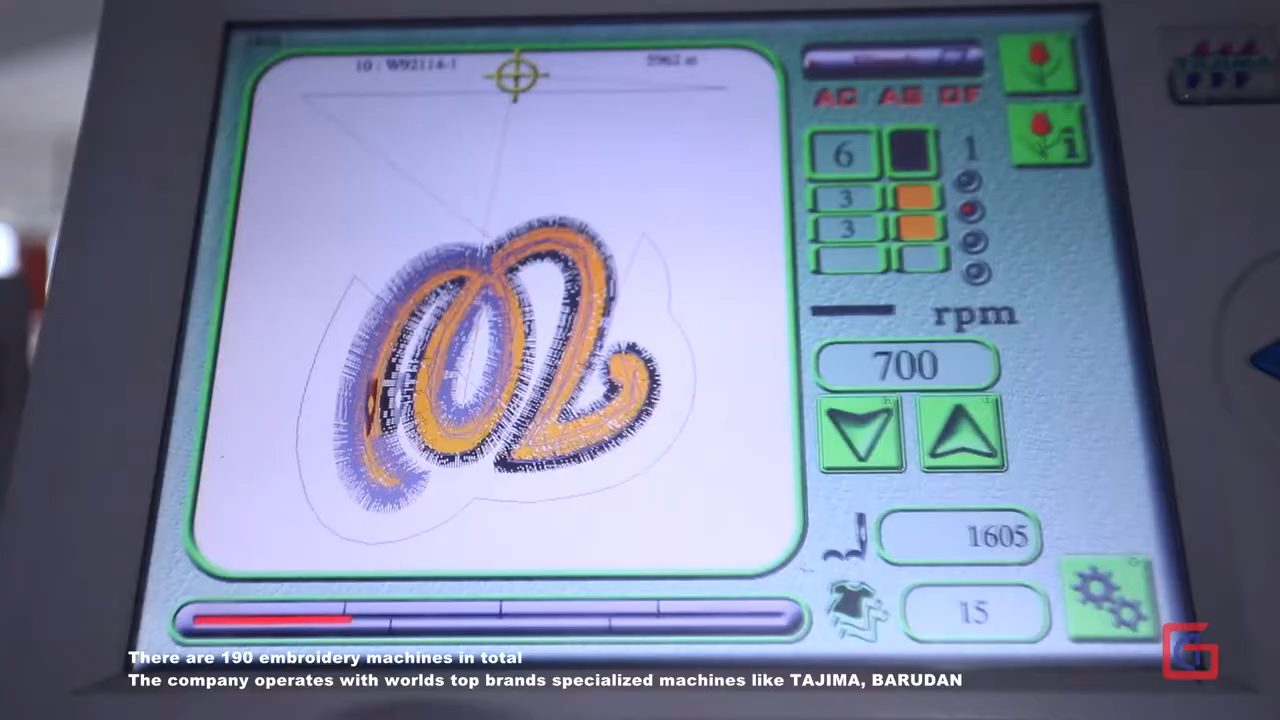 10 : W92114-1
5962 st
AC AS OF
6
1
3
3
i
rpm
700
1605
15
TAJIMA
There are 190 embroidery machines in total
The company operates with worlds top brands specialized machines like TAJIMA, BARUDAN